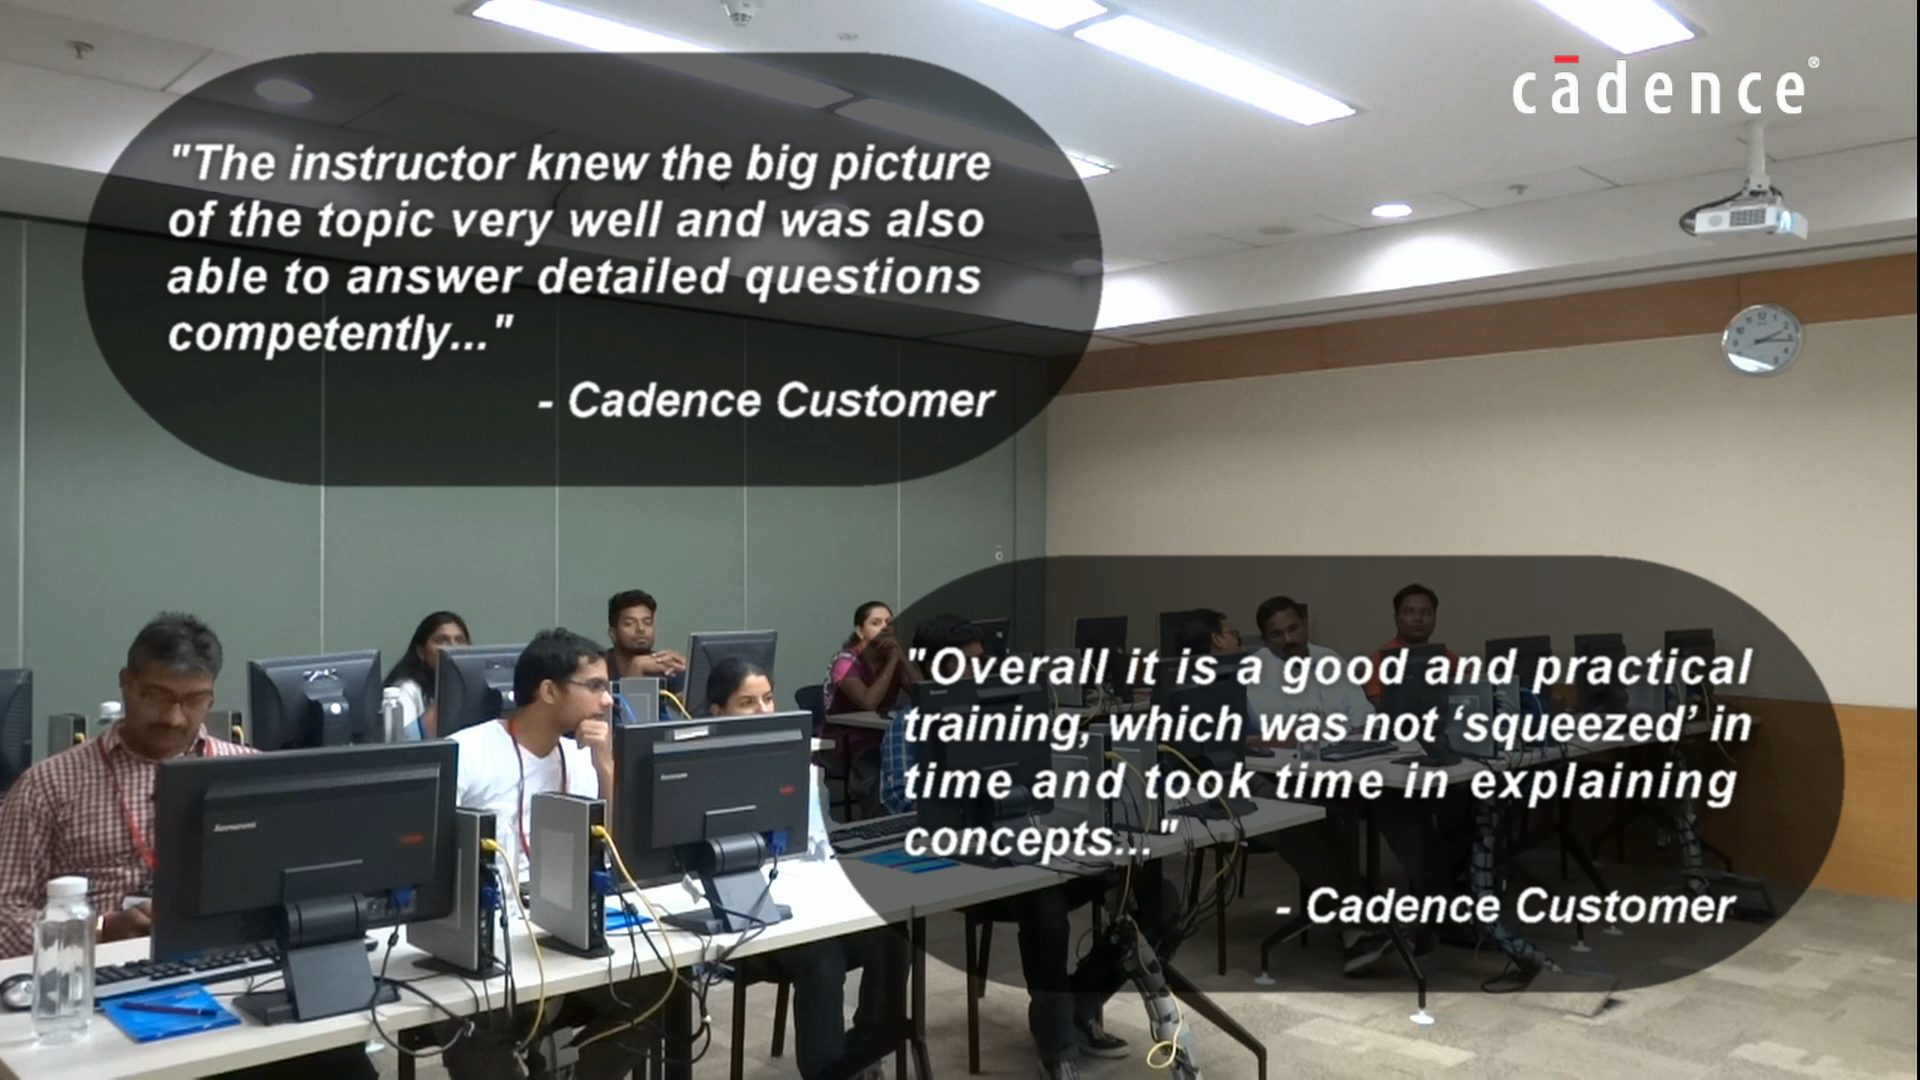 cadence®
"The instructor knew the big picture
of the topic very well and was also
able to answer detailed questions
competently..."
- Cadence Customer
"Overall it is a good and practical
training, which was not ‘squeezed’ in
time and took time in explaining
concepts..."
- Cadence Customer